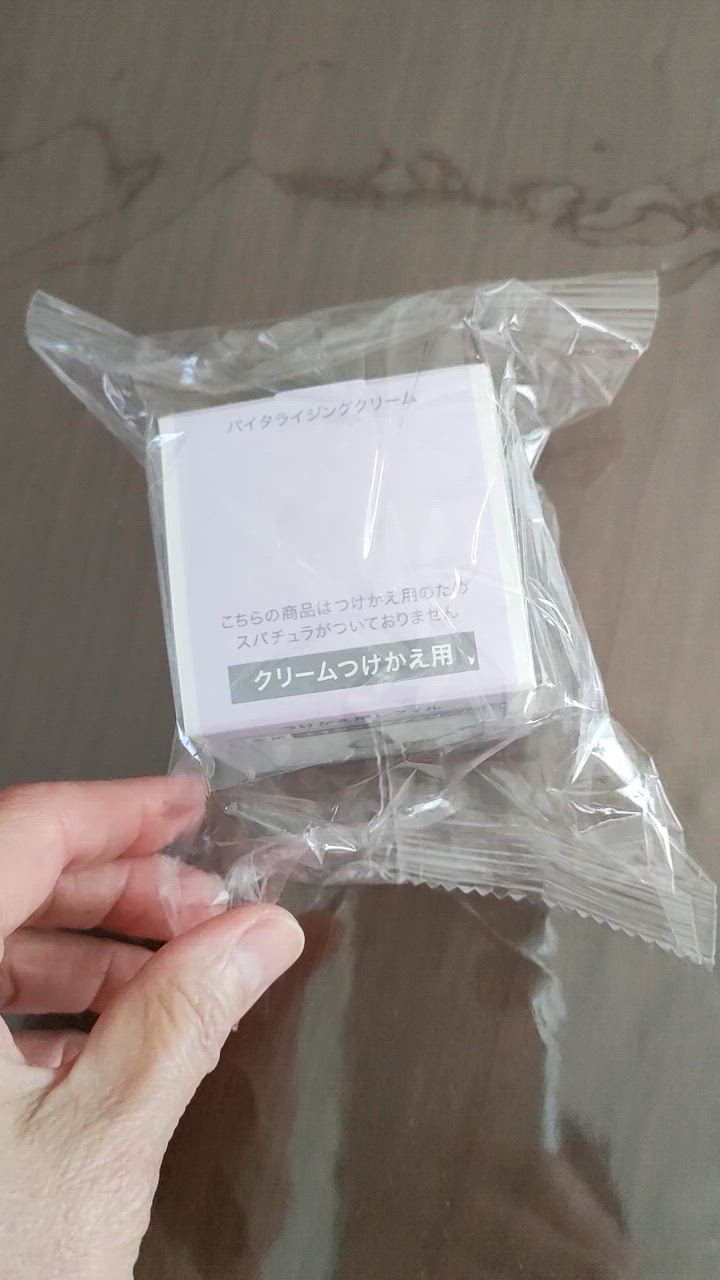 バイタライジングクリーム
こちらの商品はつけかえ用のため
スパチュラがついておりません
クリームつけかえ用